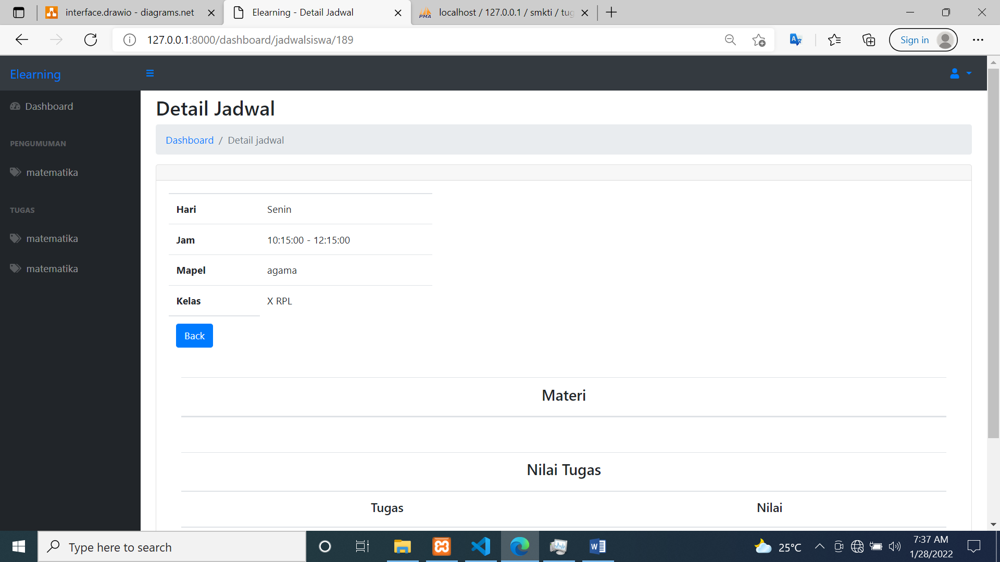 interface.drawio - diagrams.net
Elearning - Detail Jadwal
PMA
localhost / 127.0.0.1 / smkti / tug
127.0.0.1:8000/dashboard/jadwalsiswa/189
Sign in
Elearning
Dashboard
PENGUMUMAN
matematika
TUGAS
matematika
matematika
Detail Jadwal
Dashboard / Detail jadwal
Hari Senin
Jam 10:15:00 - 12:15:00
Mapel agama
Kelas X RPL
Back
Materi
Nilai Tugas
Tugas Nilai
Type here to search
25°C
7:37 AM
1/28/2022